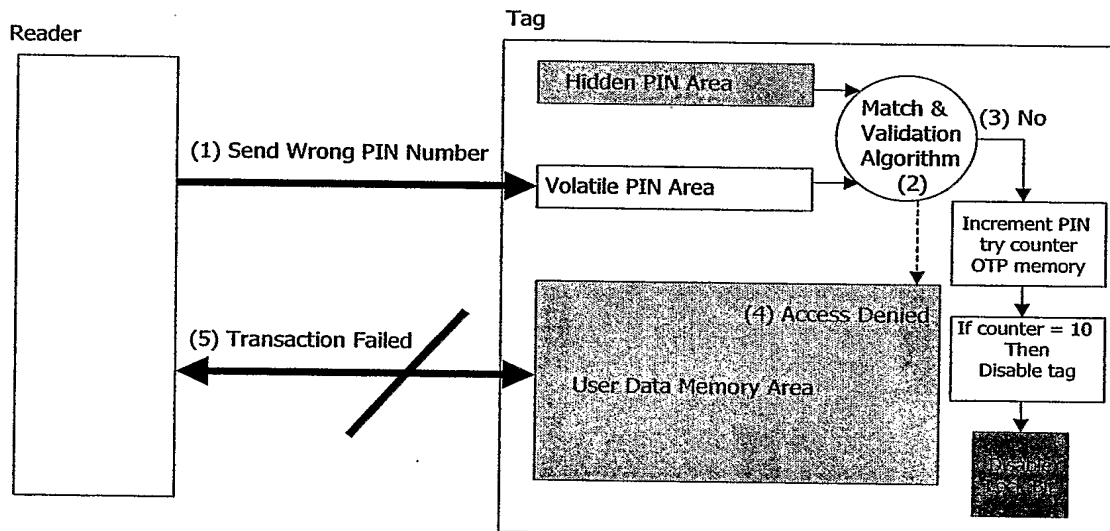 Reader
Tag
Hidden PIN Area
Match &
Validation
Algorithm
(2)
(3) No
(1) Send Wrong PIN Number
Volatile PIN Area
Increment PIN
try counter
OTP memory
(4) Access Denied
(5) Transaction Failed
User Data Memory Area
If counter = 10
Then
Disable tag
Disable